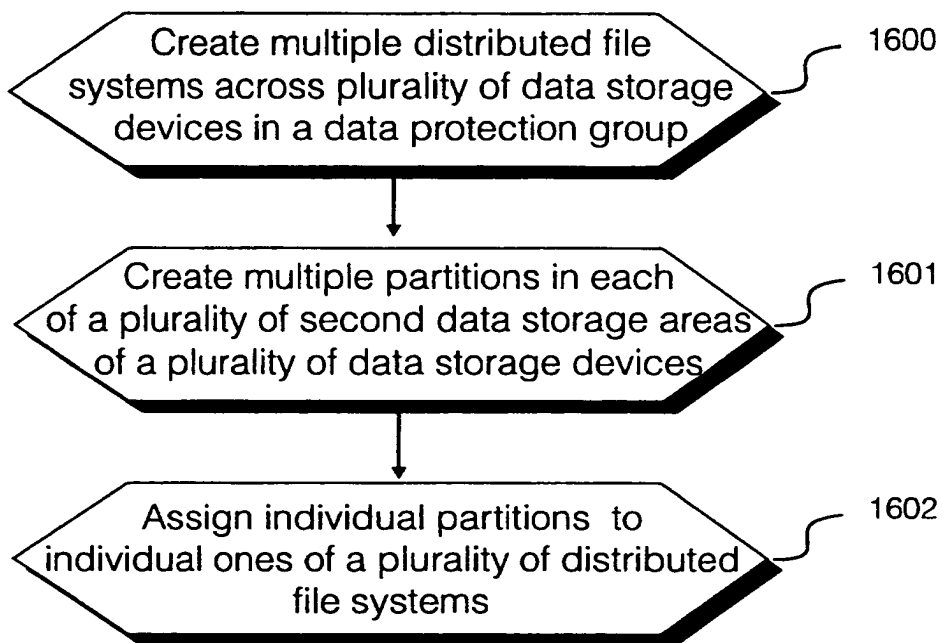 Create multiple distributed file
systems across plurality of data storage
devices in a data protection group
1600
Create multiple partitions in each
of a plurality of second data storage areas
of a plurality of data storage devices
1601
Assign individual partitions to
individual ones of a plurality of distributed
file systems
1602